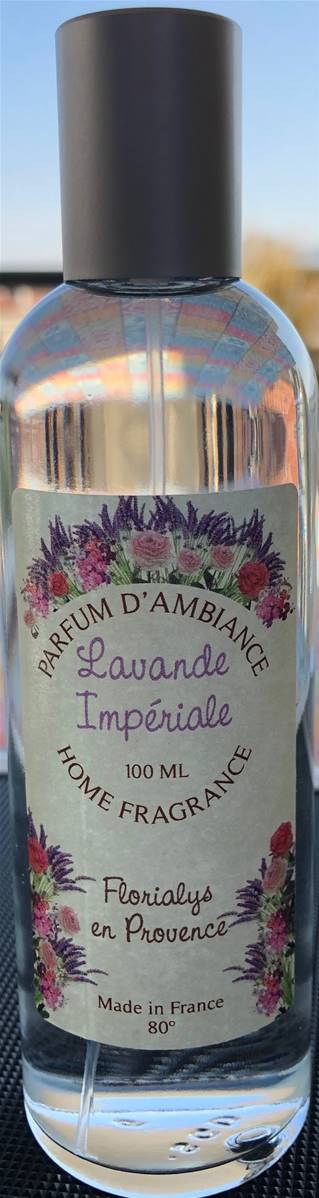 PARFUM D'AMBIANCE
Lavande
Impériale
100 ML
HOME FRAGRANCE
Florialys
en Provence
Made in France
80°